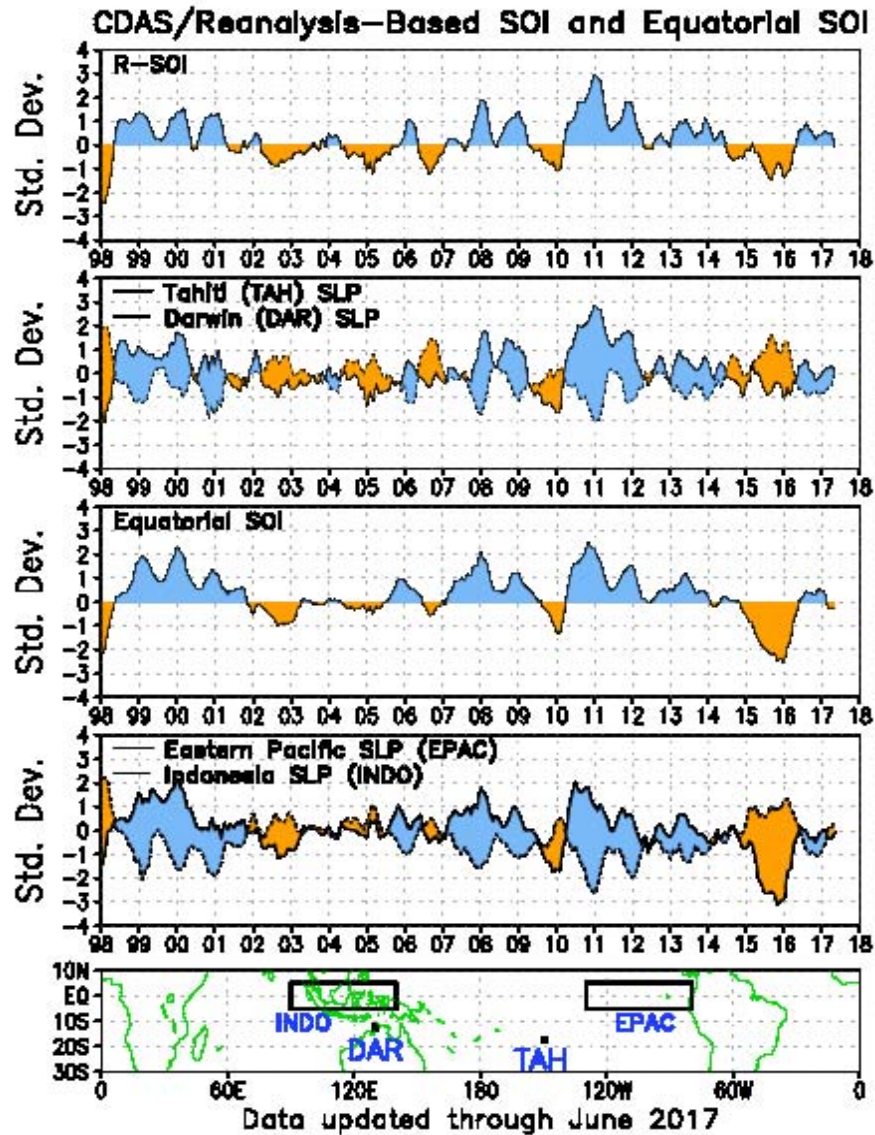 CDAS/Reanalysis-Based SOI and Equatorial SOI
R-SOI
Std. Dev.
4
3
2
1
0
-1
-2
-3
-4
98 99 00 01 02 03 04 05 06 07 08 09 10 11 12 13 14 15 16 17 18
Tahiti (TAH) SLP
Darwin (DAR) SLP
Std. Dev.
4
3
2
1
0
-1
-2
-3
-4
98 99 00 01 02 03 04 05 06 07 08 09 10 11 12 13 14 15 16 17 18
Equatorial SOI
Std. Dev.
4
3
2
1
0
-1
-2
-3
-4
98 99 00 01 02 03 04 05 06 07 08 09 10 11 12 13 14 15 16 17 18
Eastern Pacific SLP (EPAC)
Indonesia SLP (INDO)
Std. Dev.
4
3
2
1
0
-1
-2
-3
-4
98 99 00 01 02 03 04 05 06 07 08 09 10 11 12 13 14 15 16 17 18
10N
EQ
10S
20S
30S
INDO
EPAC
DAR
TAH
0 60E 120E 180 120W 60W 0
Data updated through June 2017